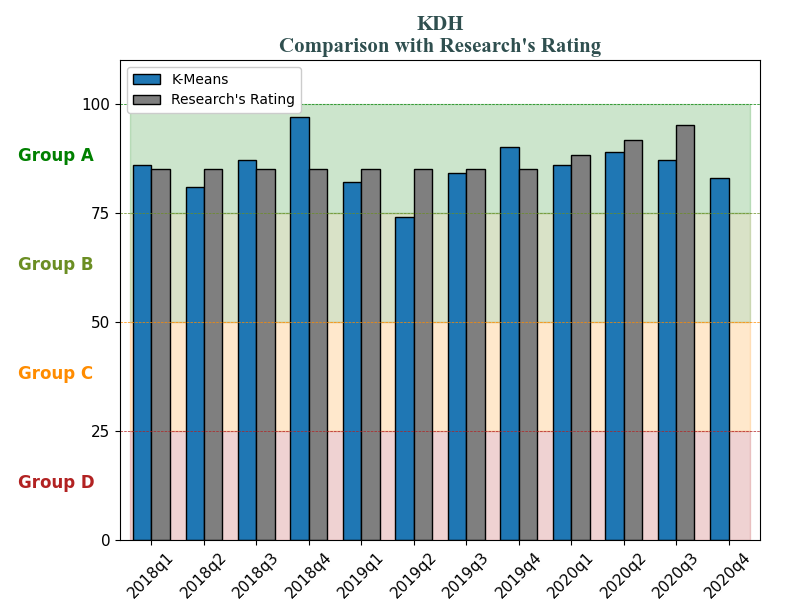 KDH
Comparison with Research's Rating
K-Means
Research's Rating
100
75
50
25
0
Group A
Group B
Group C
Group D
2018q1
2018q2
2018q3
2018q4
2019q1
2019q2
2019q3
2019q4
2020q1
2020q2
2020q3
2020q4